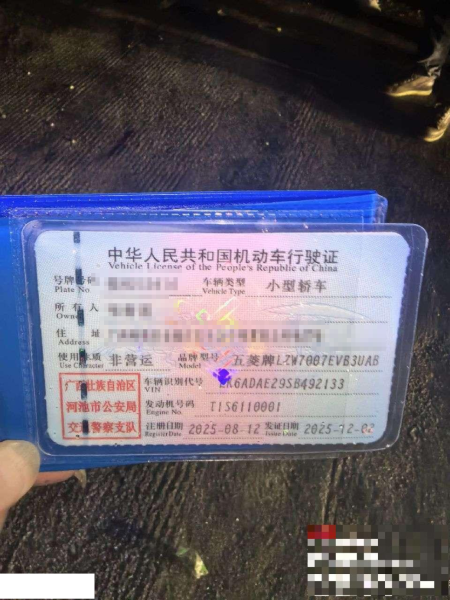 中华人民共和国机动车行驶证
Vehicle License of the People's Republic of China
号牌号码
Plate No
车辆类型
Vehicle Type
小型轿车
所有人
Owner
住址
Address
使用性质
Use Character
非营运
品牌型号
Model
五菱牌LZW7007EVB3UAB
广西壮族自治区
河池市公安局
交通警察支队
车辆识别代号
VIN
LK6ADAE29SB492133
发动机号码
Engine No.
T1S6J10001
注册日期
Register Date
2025-08-12
发证日期
Issue Date
2025-12-02